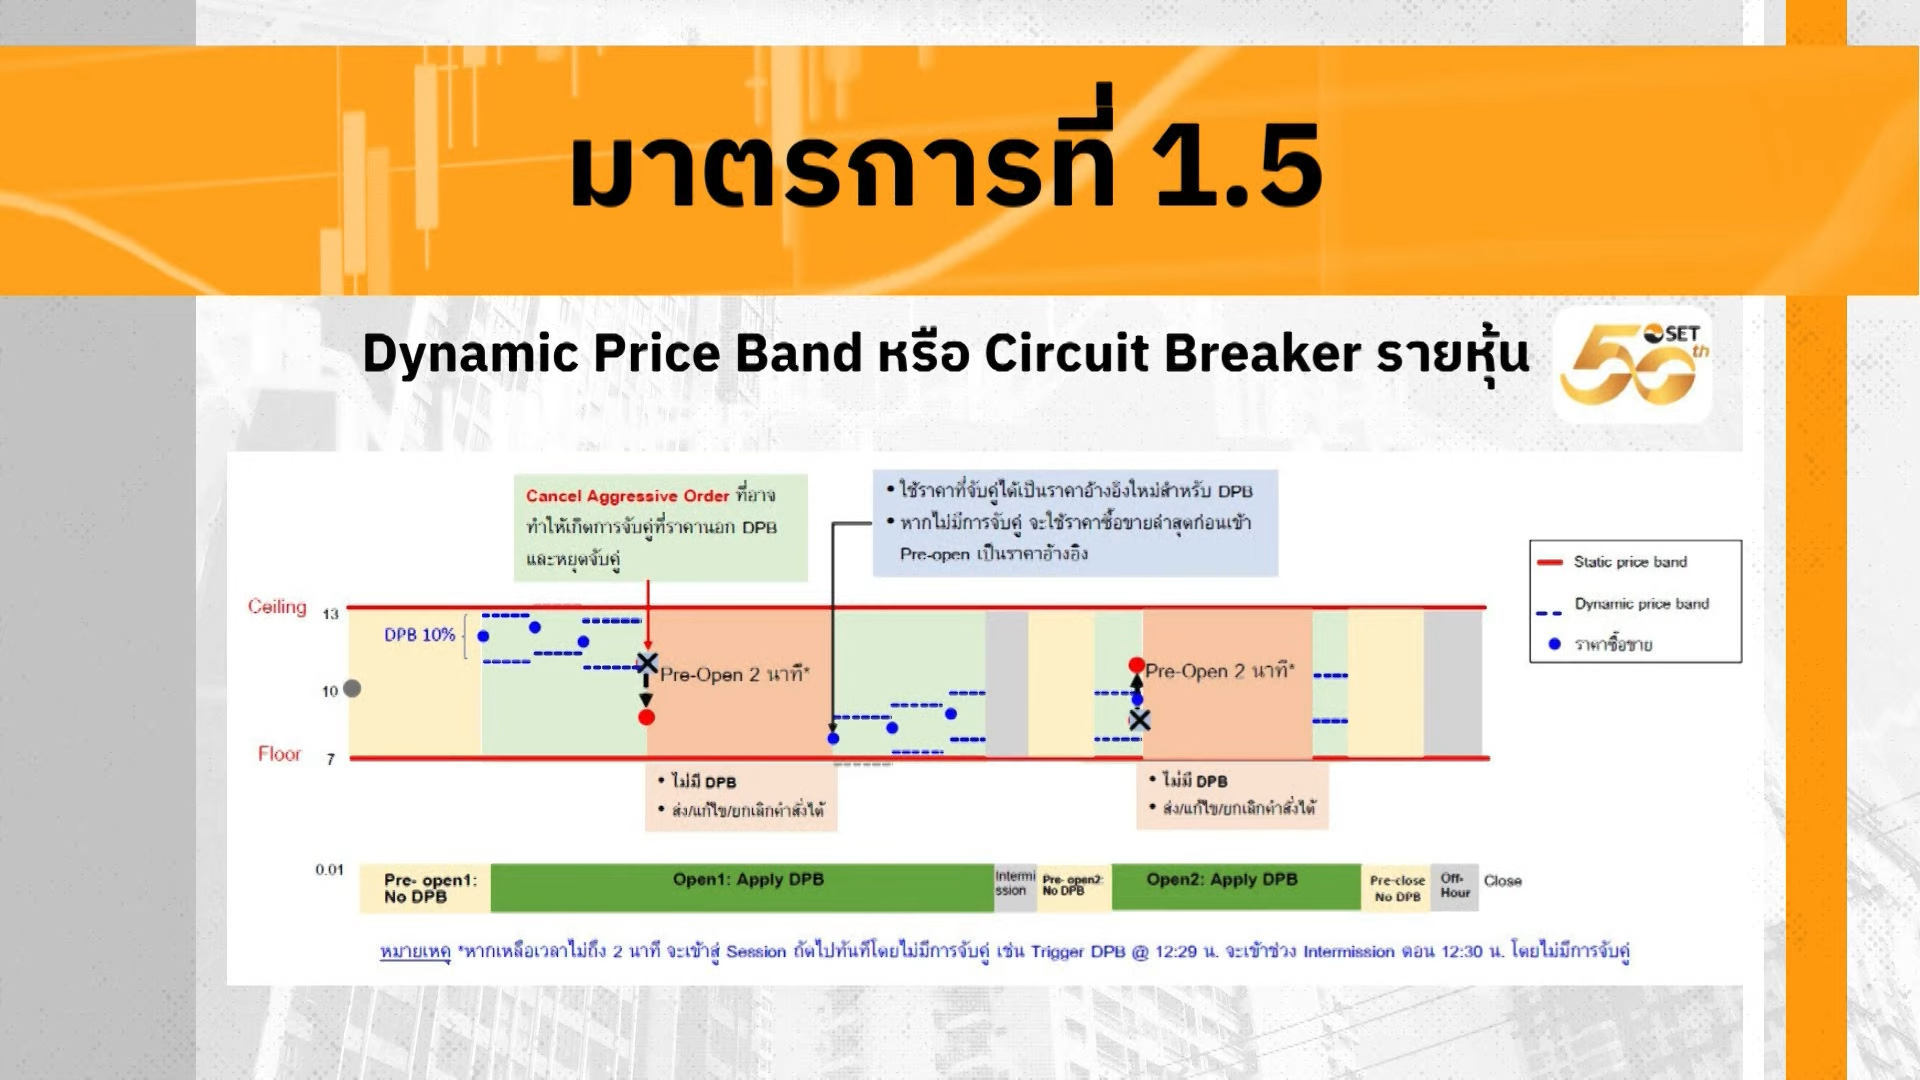 มาตรการที่ 1.5
Dynamic Price Band หรือ Circuit Breaker รายหุ้น
SET
50th
Cancel Aggressive Order ที่อาจ
ทำให้เกิดการจับคู่ที่ราคานอก DPB
และหยุดจับคู่
• ใช้ราคาที่จับคู่ได้เป็นราคาอ้างอิงใหม่สำหรับ DPB
• หากไม่มีการจับคู่ จะใช้ราคาซื้อขายล่าสุดก่อนเข้า
Pre-open เป็นราคาอ้างอิง
Static price band
Dynamic price band
ราคาซื้อขาย
Ceiling 13
DPB 10%
Pre-Open 2 นาที*
Pre-Open 2 นาที*
10
Floor 7
• ไม่มี DPB
• ส่ง/แก้ไข/ยกเลิกคำสั่งได้
• ไม่มี DPB
• ส่ง/แก้ไข/ยกเลิกคำสั่งได้
0.01
Pre- open1:
No DPB
Open1: Apply DPB
Intermi
ssion
Pre- open2:
No DPB
Open2: Apply DPB
Pre-close
No DPB
Off-
Hour
Close
หมายเหตุ *หากเหลือเวลาไม่ถึง 2 นาที จะเข้าสู่ Session ถัดไปทันทีโดยไม่มีการจับคู่ เช่น Trigger DPB @ 12:29 น. จะเข้าช่วง Intermission ตอน 12:30 น. โดยไม่มีการจับคู่